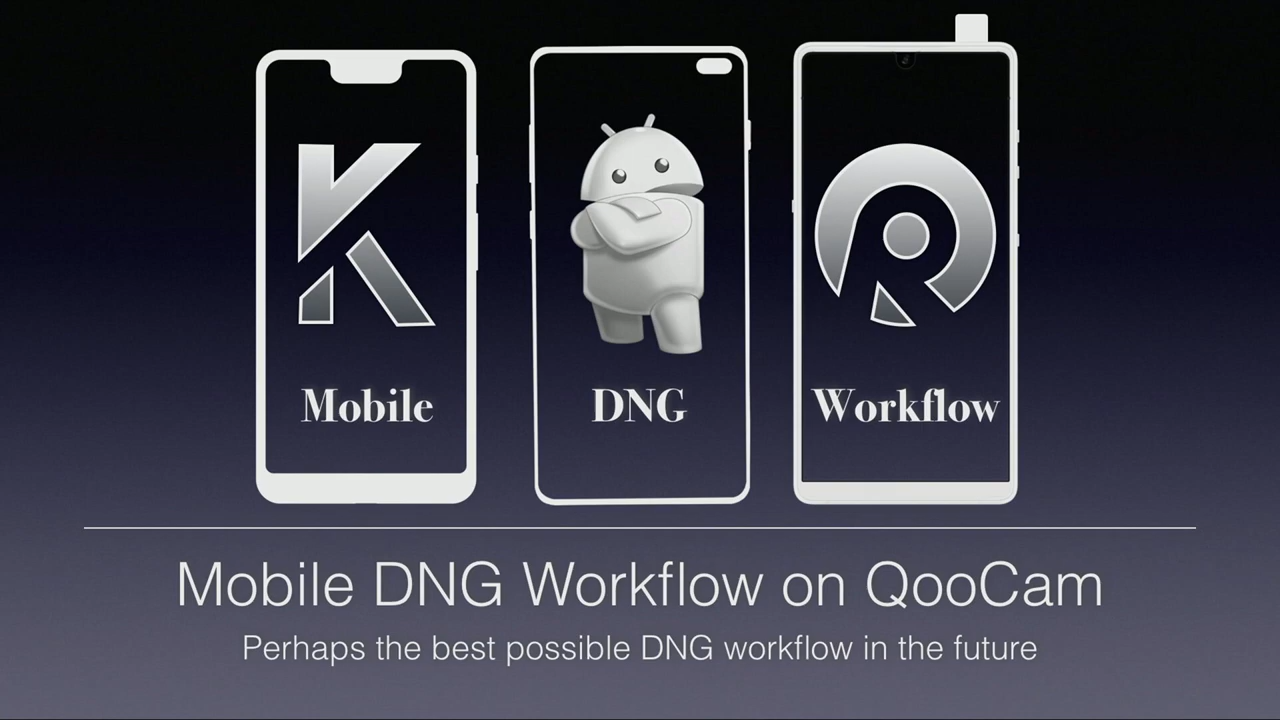 K
Mobile
DNG
Workflow
Mobile DNG Workflow on QooCam
Perhaps the best possible DNG workflow in the future